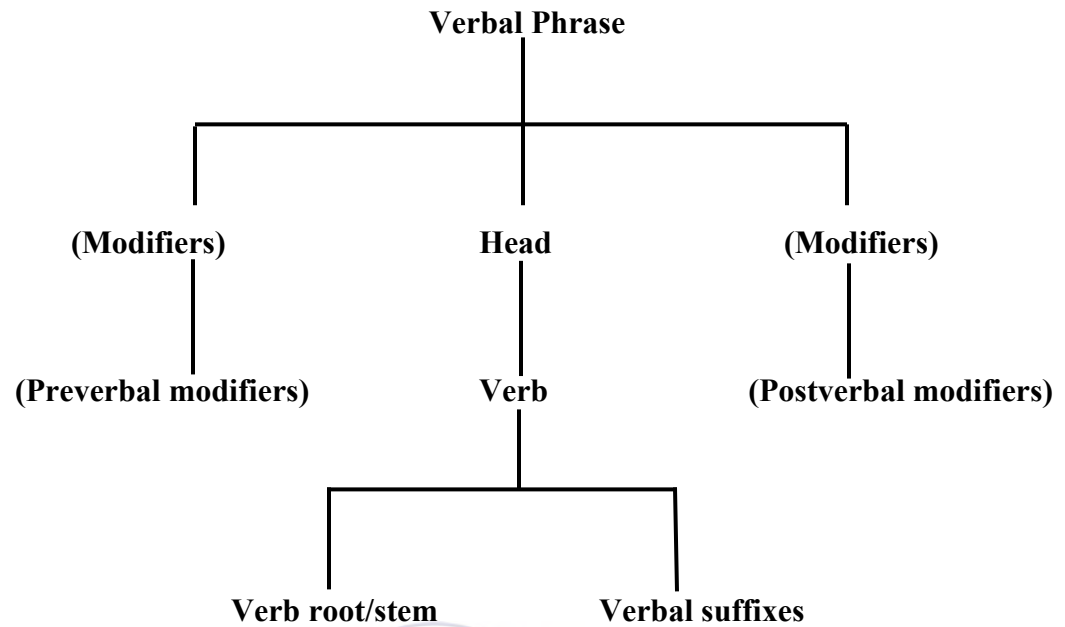 Verbal Phrase
(Modifiers) Head (Modifiers)
(Preverbal modifiers) Verb (Postverbal modifiers)
Verb root/stem Verbal suffixes